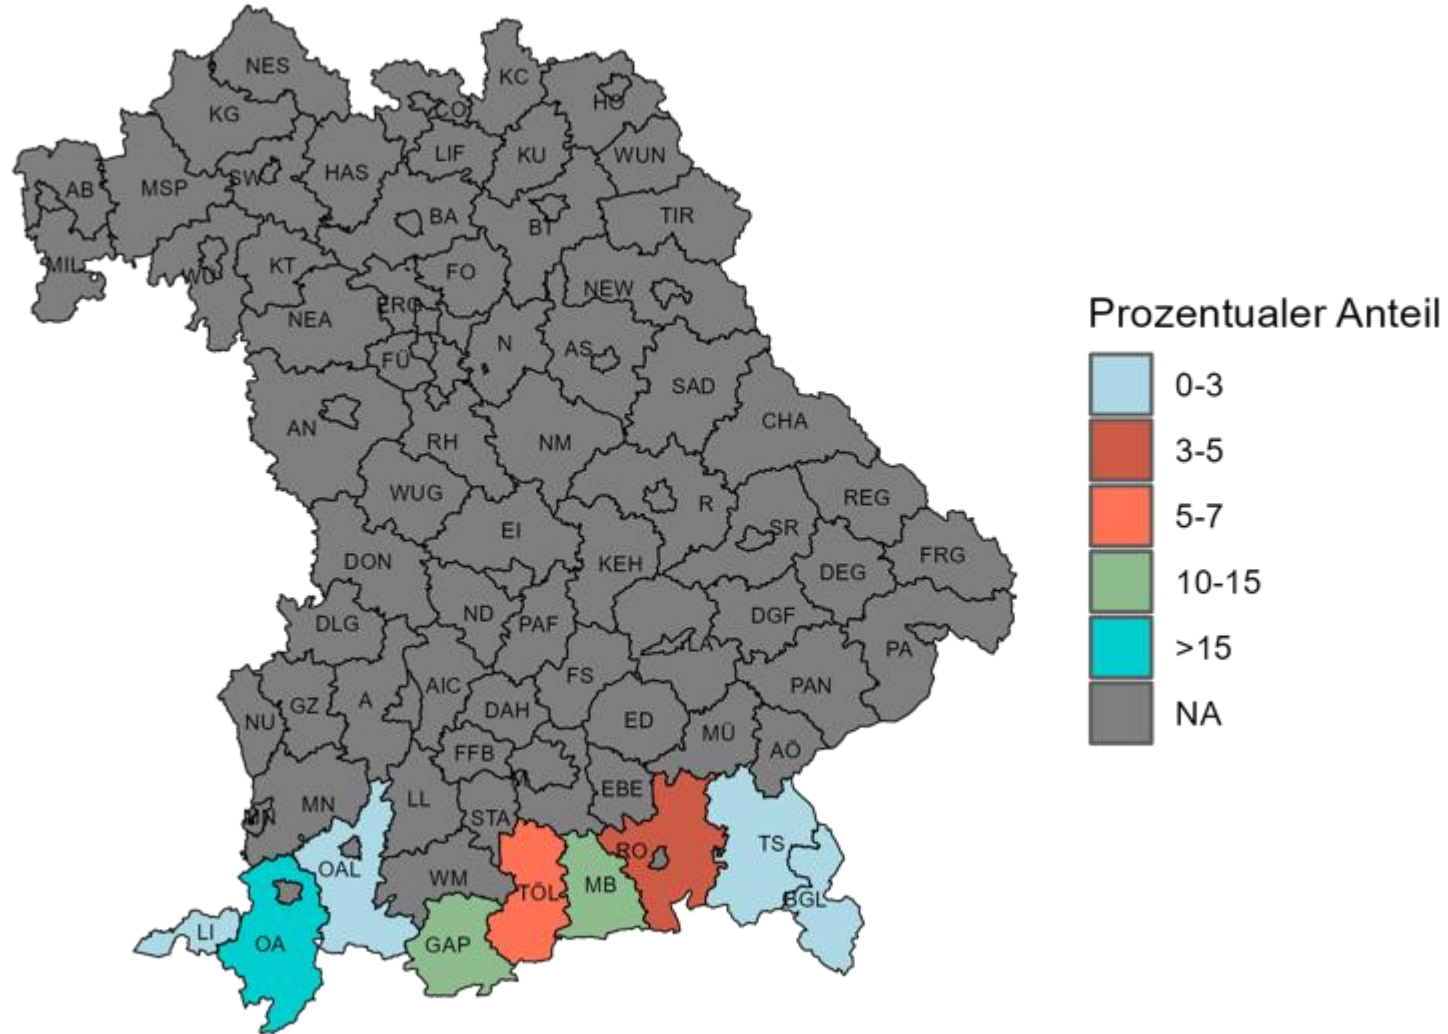 NES
KC
HO
CO
KG
LIF
KU
WUN
HAS
SW
AB
MSP
BA
TIR
BT
KT
FO
MIL
WÜ
NEW
ERG
NEA
N
AS
FÜ
SAD
CHA
AN
RH
NM
WUG
REG
R
EI
SR
DON
KEH
FRG
DEG
ND
DGF
DLG
PAF
LA
PA
FS
AIC
PAN
A
GZ
DAH
NU
ED
MÜ
AÖ
FFB
EBE
LL
MN
MN
STA
TS
RO
OAL
WM
MB
TÖL
BGL
LI
OA
GAP
Prozentualer Anteil
0-3
3-5
5-7
10-15
>15
NA